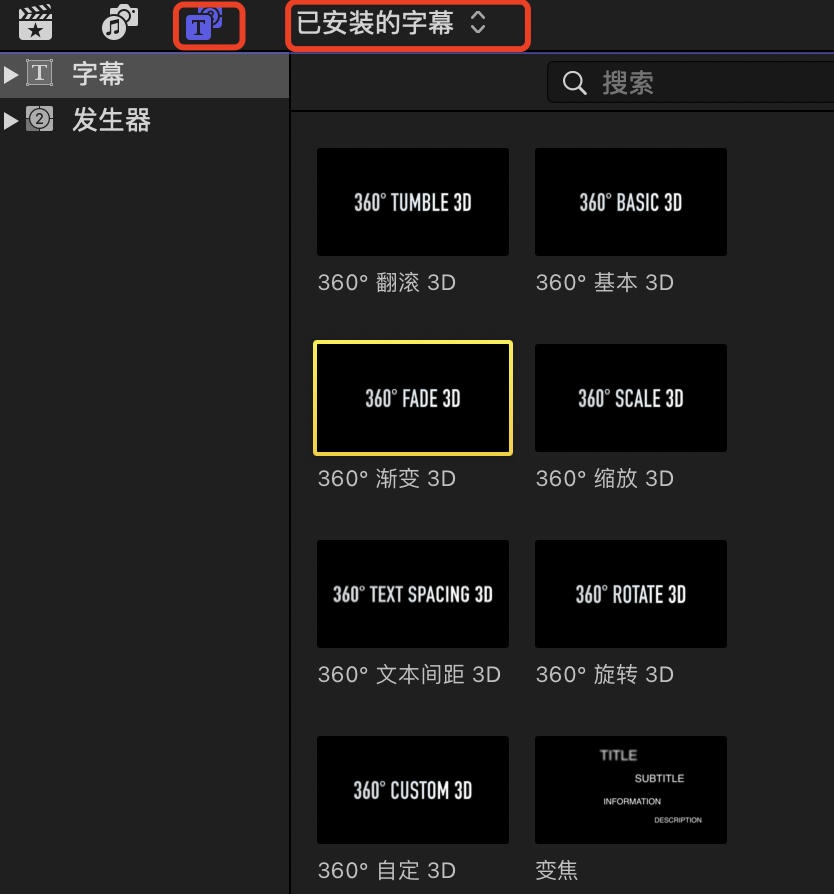 T
已安装的字幕
T 字幕
2 发生器
搜索
360° TUMBLE 3D
360° BASIC 3D
360° 翻滚 3D
360° 基本 3D
360° FADE 3D
360° SCALE 3D
360° 渐变 3D
360° 缩放 3D
360° TEXT SPACING 3D
360° ROTATE 3D
360° 文本间距 3D
360° 旋转 3D
360° CUSTOM 3D
TITLE
SUBTITLE
INFORMATION
DESCRIPTION
360° 自定 3D
变焦